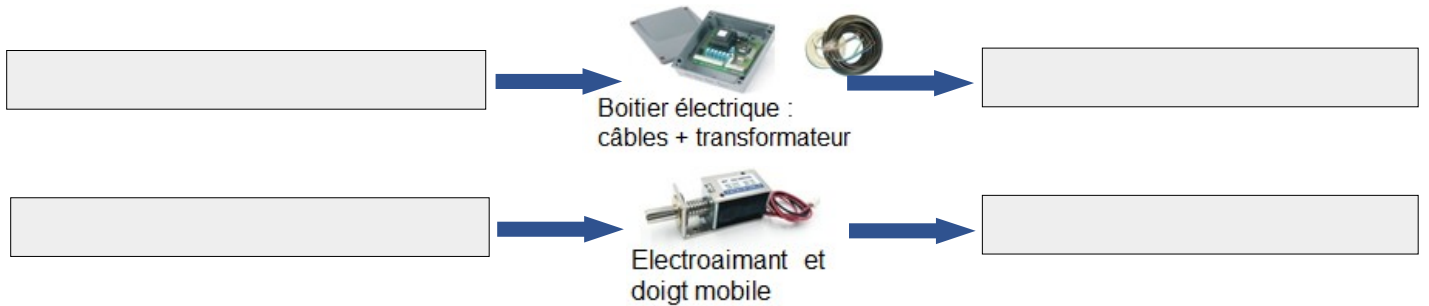 Boitier électrique :
câbles + transformateur
Electroaimant et
doigt mobile